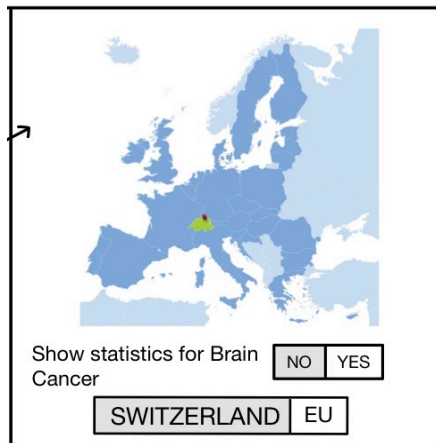 Show statistics for Brain
Cancer
NO YES
SWITZERLAND EU